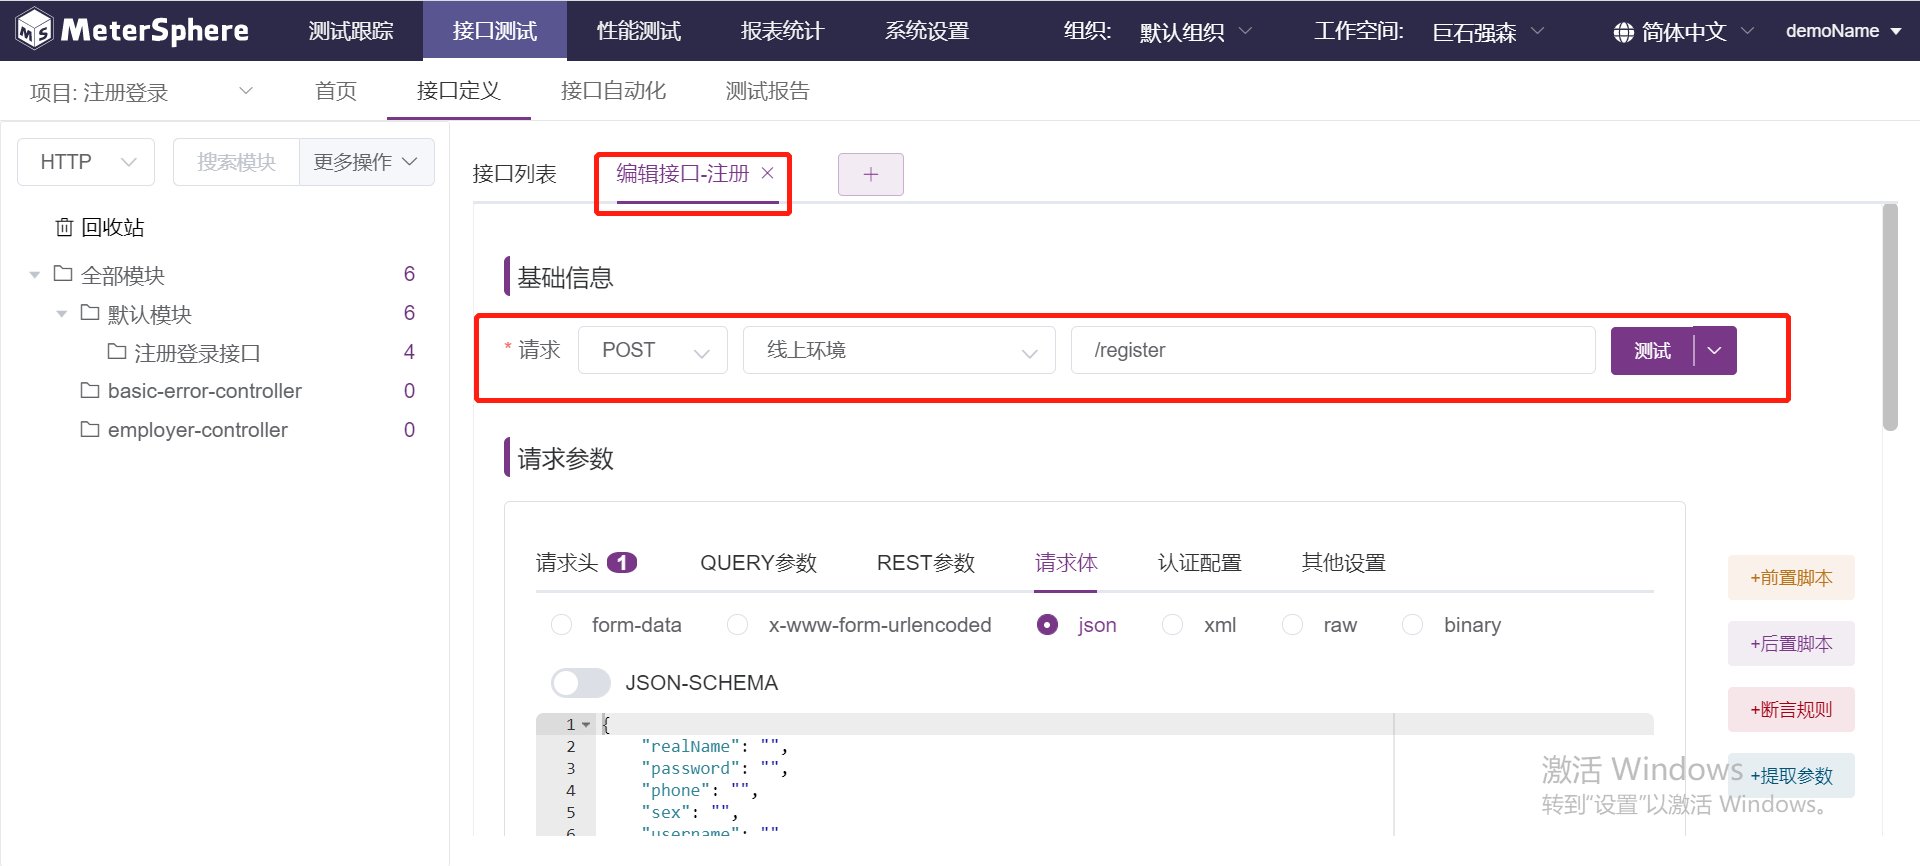 MeterSphere 测试跟踪 接口测试 性能测试 报表统计 系统设置 组织: 默认组织 工作空间: 巨石强森 简体中文 demoName
项目: 注册登录 首页 接口定义 接口自动化 测试报告
HTTP 搜索模块 更多操作
接口列表 编辑接口-注册 × +
回收站
全部模块 6
默认模块 6
注册登录接口 4
basic-error-controller 0
employer-controller 0
基础信息
* 请求 POST 线上环境 /register 测试
请求参数
请求头 1 QUERY参数 REST参数 请求体 认证配置 其他设置
form-data x-www-form-urlencoded json xml raw binary
JSON-SCHEMA
1 {
2 "realName": "",
3 "password": "",
4 "phone": "",
5 "sex": "",
6 "username": ""
+前置脚本
+后置脚本
+断言规则
+提取参数
激活 Windows
转到“设置”以激活 Windows。